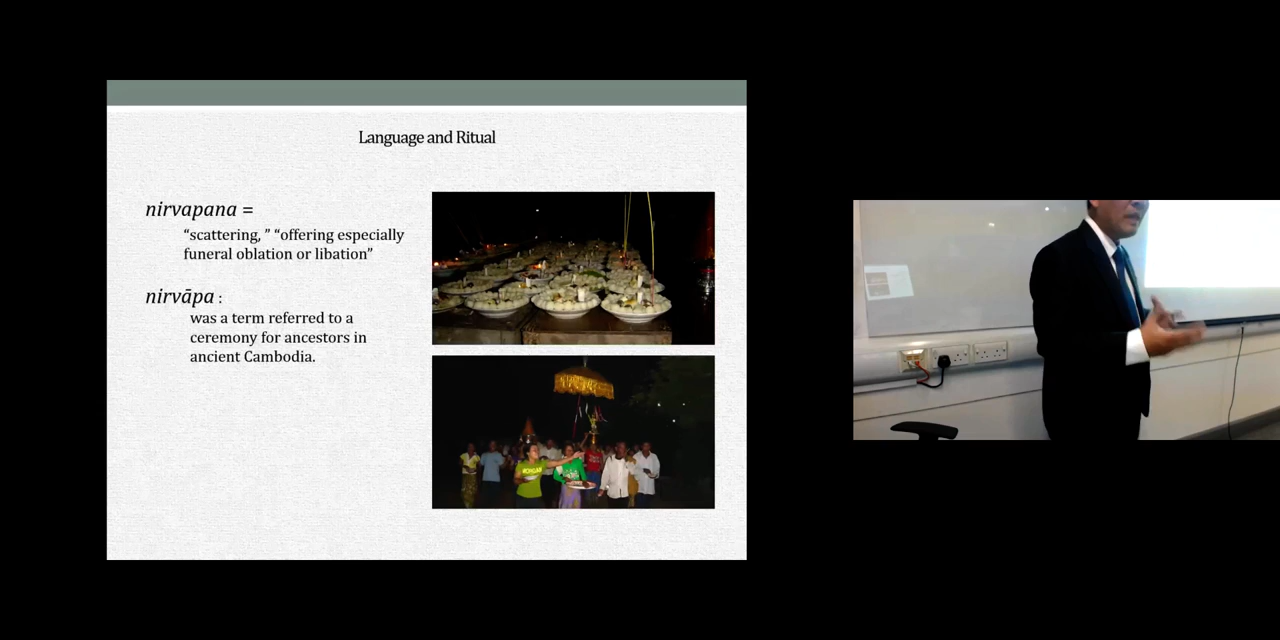 Language and Ritual
nirvapana =
“scattering, ” “offering especially
funeral oblation or libation”
nirvāpa :
was a term referred to a
ceremony for ancestors in
ancient Cambodia.